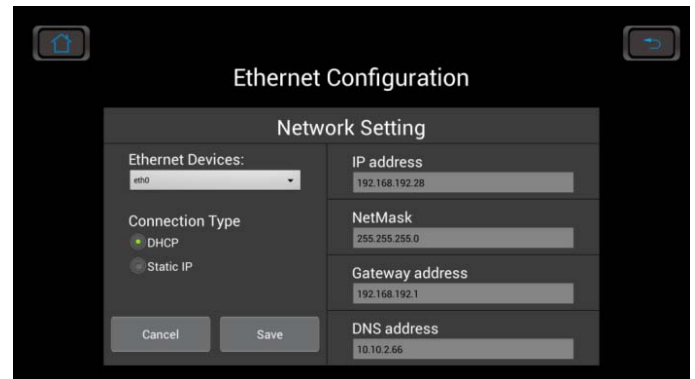 Ethernet Configuration
Network Setting
Ethernet Devices:
eth0
Connection Type
DHCP
Static IP
Cancel
Save
IP address
192.168.192.28
NetMask
255.255.255.0
Gateway address
192.168.192.1
DNS address
10.10.2.66